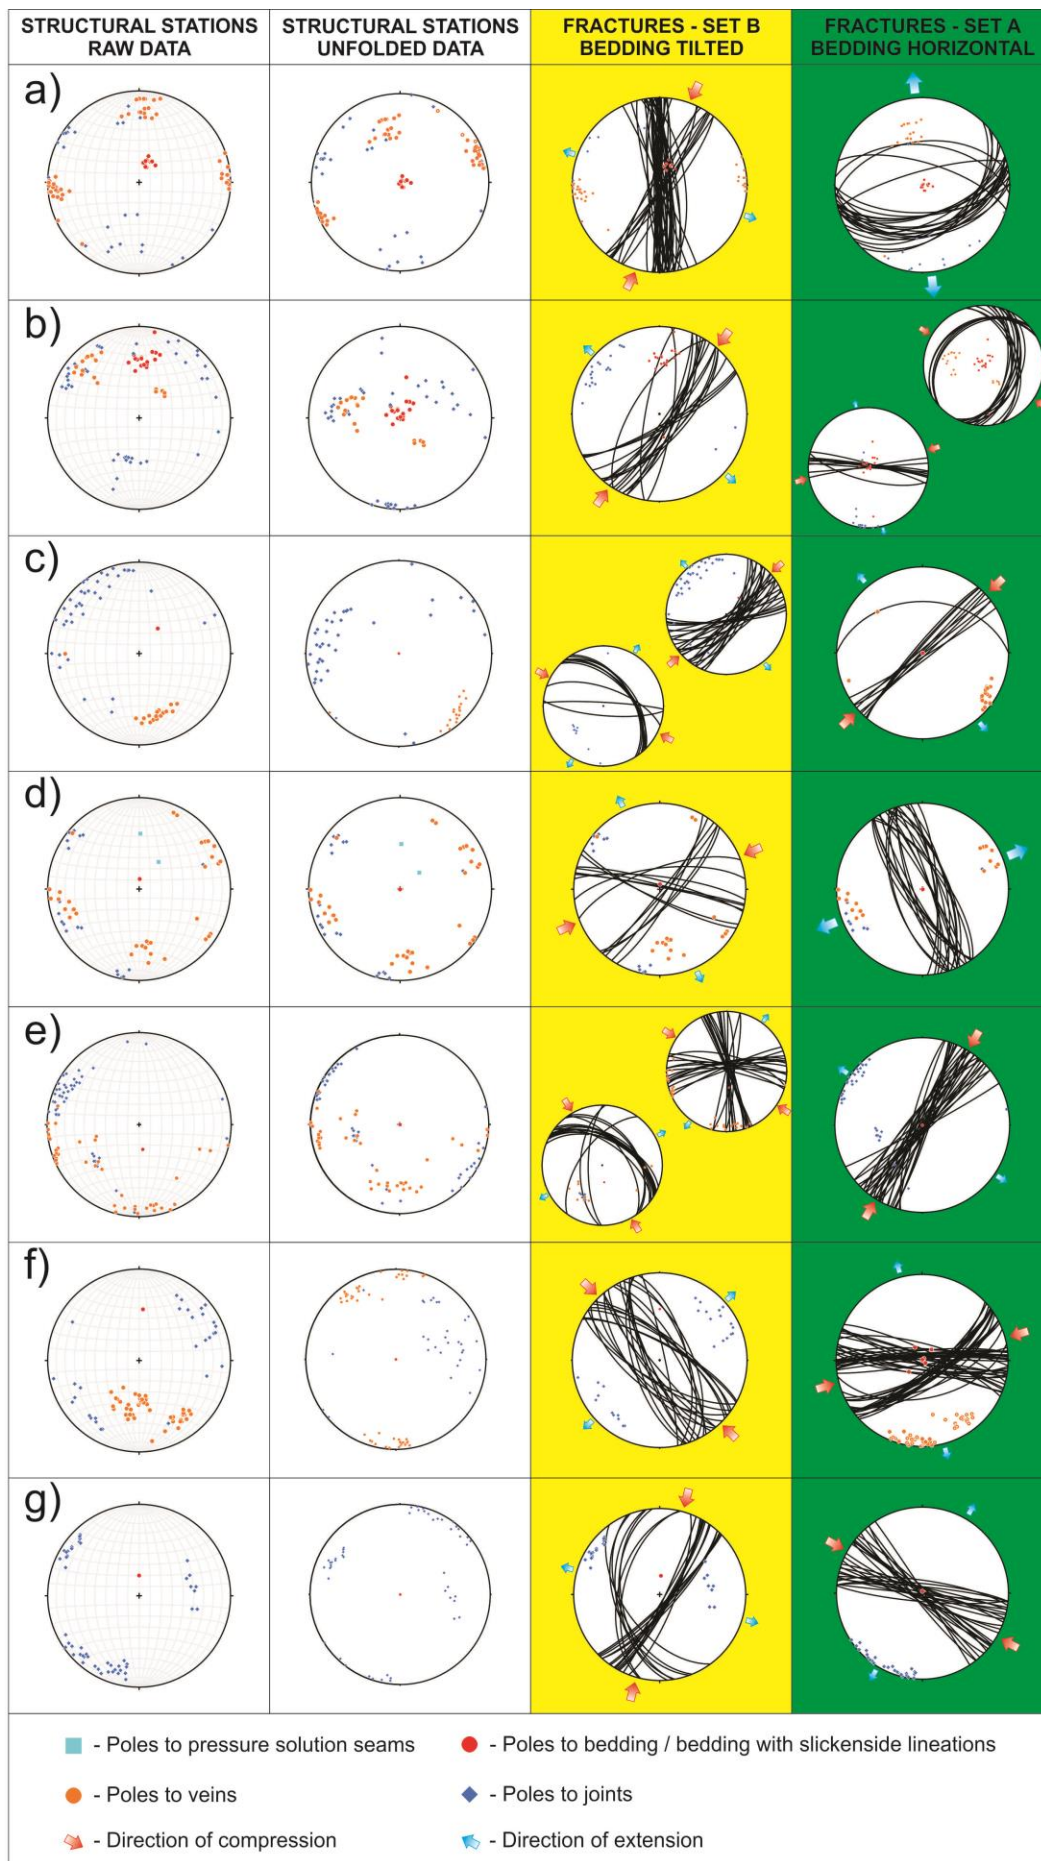 STRUCTURAL STATIONS
RAW DATA
STRUCTURAL STATIONS
UNFOLDED DATA
FRACTURES - SET B
BEDDING TILTED
FRACTURES - SET A
BEDDING HORIZONTAL
a)
b)
c)
d)
e)
f)
g)
- Poles to pressure solution seams
- Poles to bedding / bedding with slickenside lineations
- Poles to veins
- Poles to joints
- Direction of compression
- Direction of extension